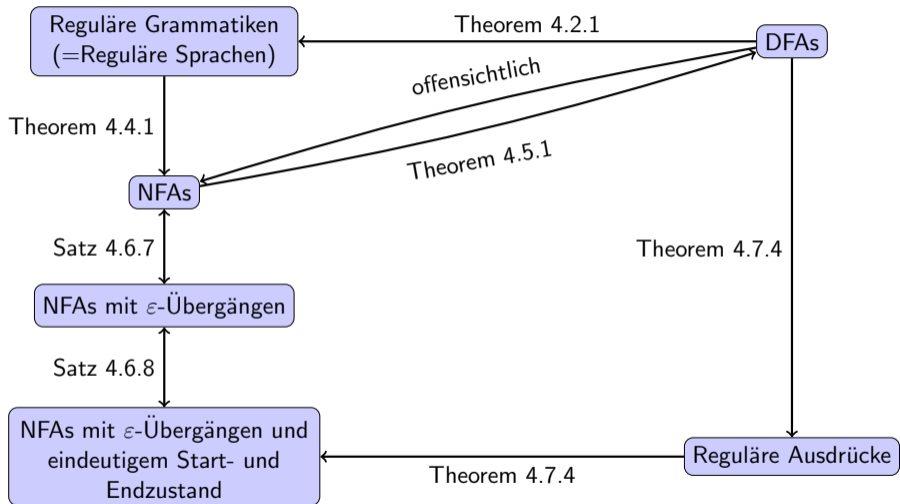 Reguläre Grammatiken
(=Reguläre Sprachen)
Theorem 4.2.1
DFAs
offensichtlich
Theorem 4.4.1
Theorem 4.5.1
NFAs
Satz 4.6.7
Theorem 4.7.4
NFAs mit ε-Übergängen
Satz 4.6.8
NFAs mit ε-Übergängen und
eindeutigem Start- und
Endzustand
Theorem 4.7.4
Reguläre Ausdrücke